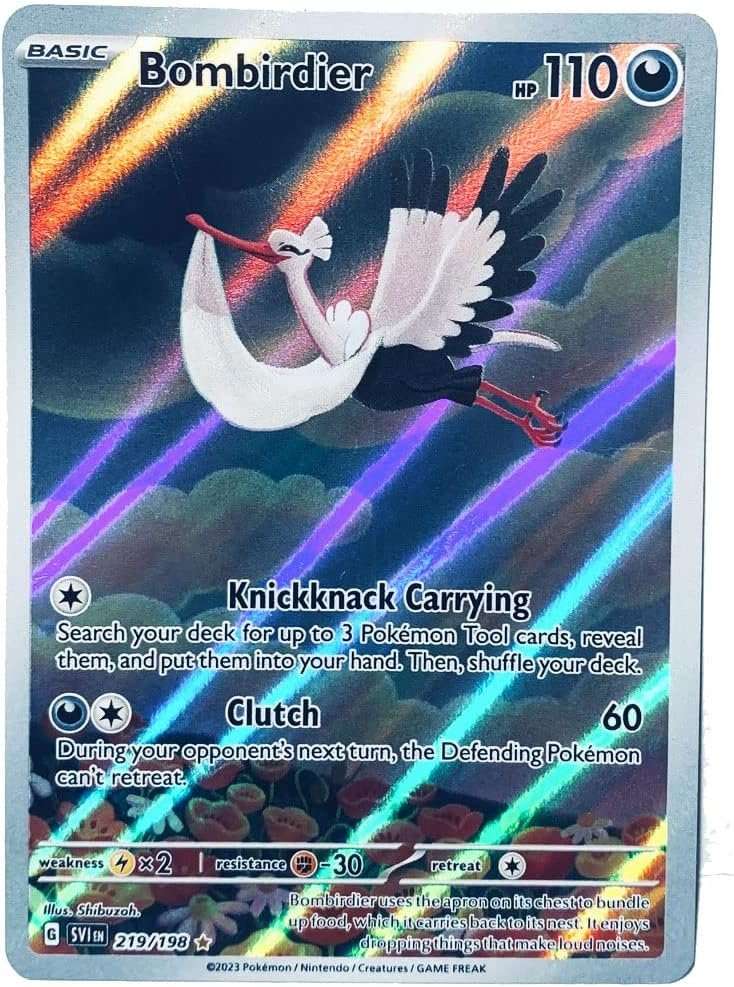 BASIC
Bombirdier
HP 110
Knickknack Carrying
Search your deck for up to 3 Pokémon Tool cards, reveal
them, and put them into your hand. Then, shuffle your deck.
Clutch 60
During your opponent's next turn, the Defending Pokémon
can't retreat.
weakness ×2 resistance -30 retreat
Illus. Shibuzoh.
Bombirdier uses the apron on its chest to bundle
up food, which it carries back to its nest. It enjoys
dropping things that make loud noises.
G SVI EN 219/198
©2023 Pokémon / Nintendo / Creatures / GAME FREAK